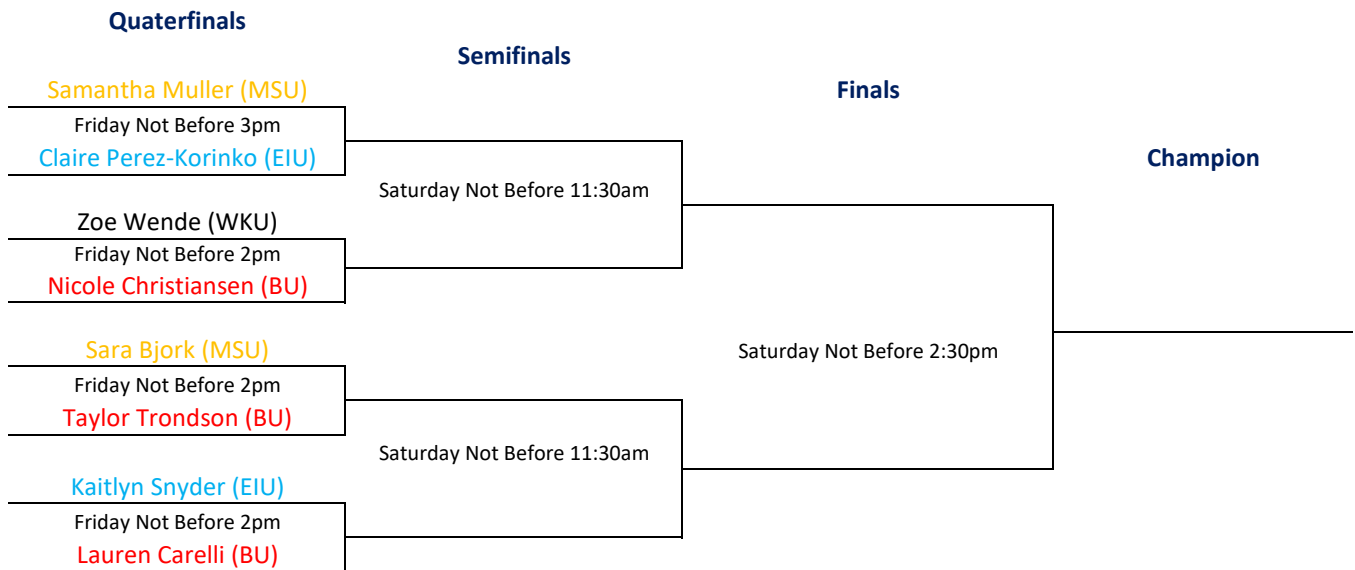 Quaterfinals
Semifinals
Finals
Champion
Samantha Muller (MSU)
Friday Not Before 3pm
Claire Perez-Korinko (EIU)
Saturday Not Before 11:30am
Zoe Wende (WKU)
Friday Not Before 2pm
Nicole Christiansen (BU)
Sara Bjork (MSU)
Saturday Not Before 2:30pm
Friday Not Before 2pm
Taylor Trondson (BU)
Saturday Not Before 11:30am
Kaitlyn Snyder (EIU)
Friday Not Before 2pm
Lauren Carelli (BU)